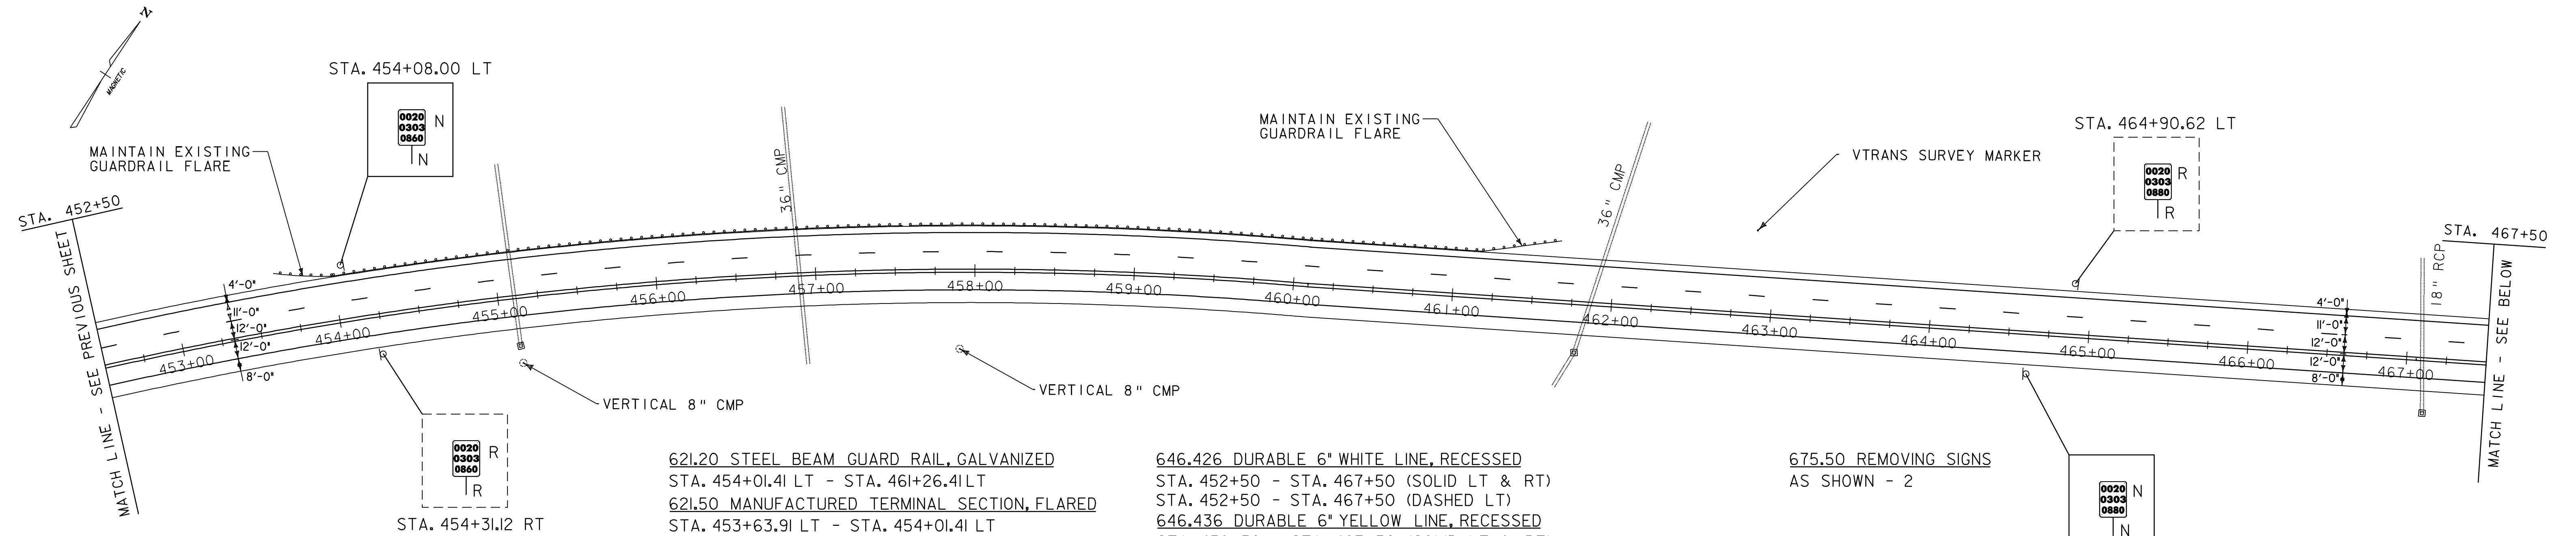 N
MAGNETIC
STA. 454+08.00 LT
0020
0303
0860
N
N
MAINTAIN EXISTING
GUARDRAIL FLARE
STA. 452+50
MATCH LINE - SEE PREVIOUS SHEET
36" CMP
MAINTAIN EXISTING
GUARDRAIL FLARE
36" CMP
VTRANS SURVEY MARKER
STA. 464+90.62 LT
0020
0303
0880
R
R
STA. 467+50
18" RCP
MATCH LINE - SEE BELOW
4'-0"
11'-0"
12'-0"
12'-0"
8'-0"
453+00
454+00
455+00
456+00
457+00
458+00
459+00
460+00
461+00
462+00
463+00
464+00
465+00
466+00
467+00
4'-0"
11'-0"
12'-0"
12'-0"
8'-0"
VERTICAL 8" CMP
VERTICAL 8" CMP
0020
0303
0860
R
R
STA. 454+31.12 RT
621.20 STEEL BEAM GUARD RAIL, GALVANIZED
STA. 454+01.41 LT - STA. 461+26.41 LT
621.50 MANUFACTURED TERMINAL SECTION, FLARED
STA. 453+63.91 LT - STA. 454+01.41 LT
646.426 DURABLE 6" WHITE LINE, RECESSED
STA. 452+50 - STA. 467+50 (SOLID LT & RT)
STA. 452+50 - STA. 467+50 (DASHED LT)
646.436 DURABLE 6" YELLOW LINE, RECESSED
675.50 REMOVING SIGNS
AS SHOWN - 2
0020
0303
0880
N
N